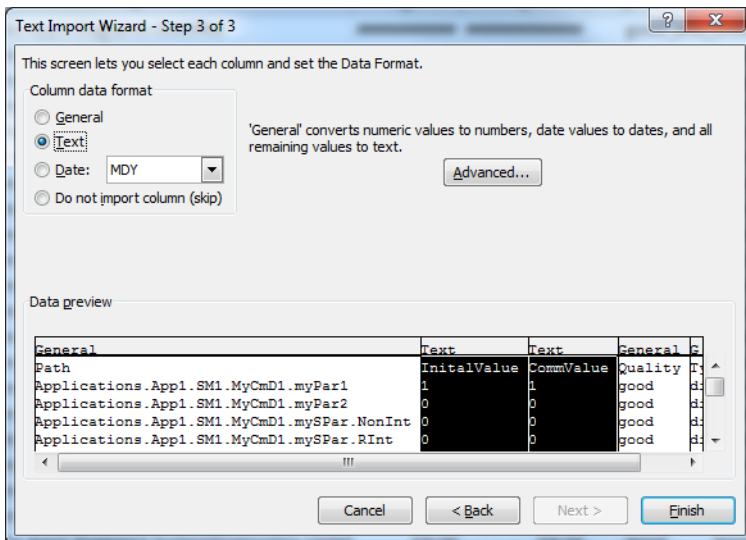 Text Import Wizard - Step 3 of 3
This screen lets you select each column and set the Data Format.
Column data format
General
Text
Date: MDY
Do not import column (skip)
'General' converts numeric values to numbers, date values to dates, and all
remaining values to text.
Advanced...
Data preview
General Text Text General G
Path InitalValue CommValue Quality Ty
Applications.App1.SM1.MyCmD1.myPar1 1 1 good di
Applications.App1.SM1.MyCmD1.myPar2 0 0 good di
Applications.App1.SM1.MyCmD1.mySPar.NonInt 0 0 good di
Applications.App1.SM1.MyCmD1.mySPar.RInt 0 0 good di
Cancel < Back Next > Finish